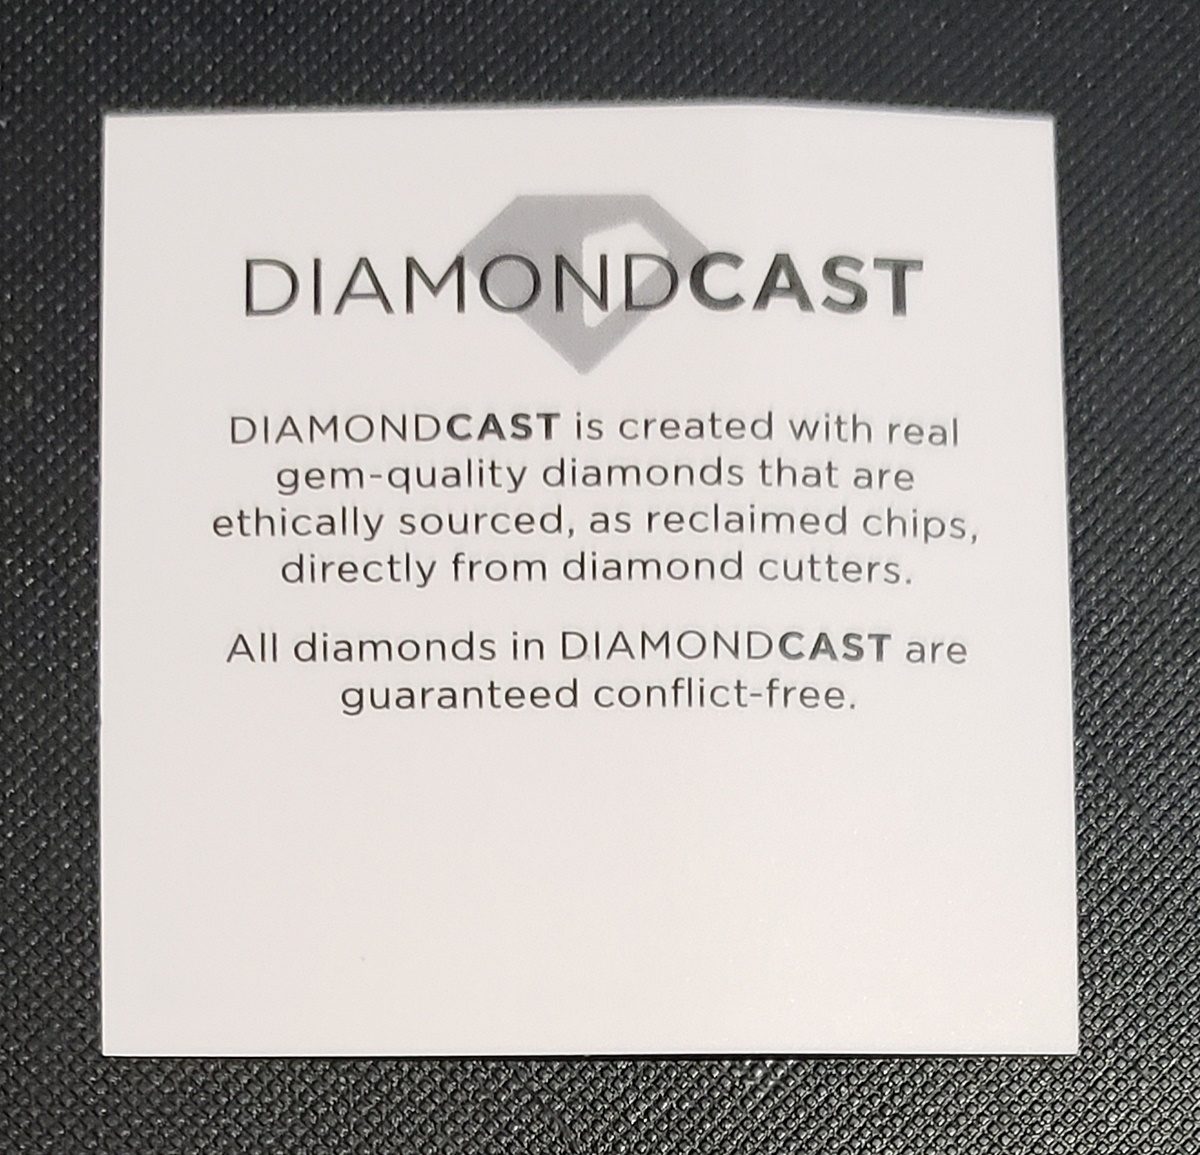 DIAMONDCAST
DIAMONDCAST is created with real
gem-quality diamonds that are
ethically sourced, as reclaimed chips,
directly from diamond cutters.
All diamonds in DIAMONDCAST are
guaranteed conflict-free.